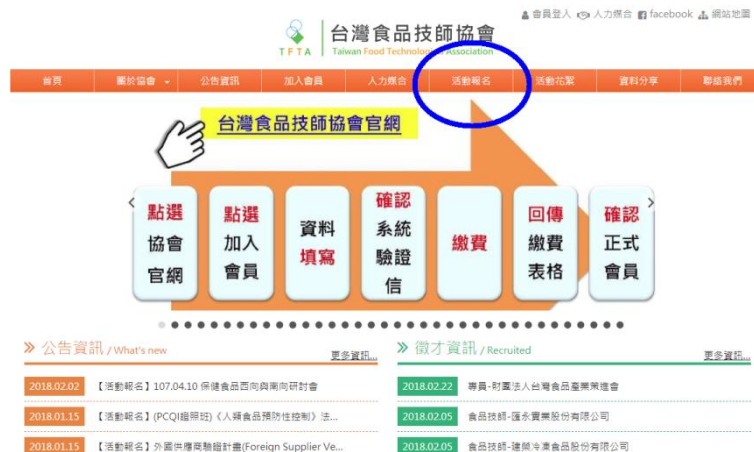 會員登入 人力媒合 facebook 網站地圖
台灣食品技師協會
TFTA Taiwan Food Technologist Association
首頁 關於協會 公告資訊 加入會員 人力媒合 活動報名 活動花絮 資料分享 聯絡我們
台灣食品技師協會官網
點選
協會
官網
點選
加入
會員
資料
填寫
確認
系統
驗證
信
繳費
回傳
繳費
表格
確認
正式
會員
公告資訊 / What's new
更多資訊...
2018.02.02 【活動報名】107.04.10 保健食品西向與南向研討會
2018.01.15 【活動報名】(PCQI證照班)《人類食品預防性控制》法...
2018.01.15 【活動報名】外國供應商驗證計畫(Foreign Supplier Ve...
徵才資訊 / Recruited
更多資訊...
2018.02.22 專員-財團法人台灣食品產業策進會
2018.02.05 食品技師-匯永實業股份有限公司
2018.02.05 食品技師-建榮冷凍食品股份有限公司